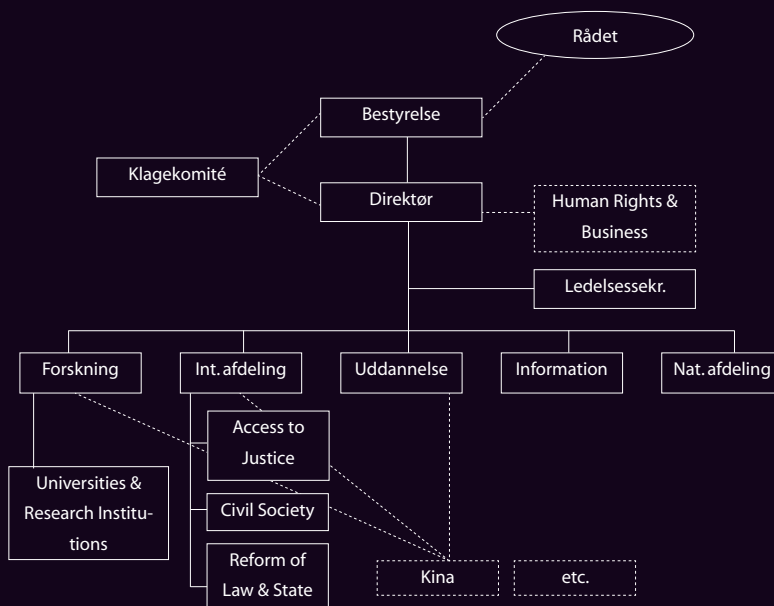 Rådet
Bestyrelse
Klagekomité
Direktør
Human Rights &
Business
Ledelsessekr.
Forskning
Int. afdeling
Uddannelse
Information
Nat. afdeling
Access to
Justice
Universities &
Research Institu-
tions
Civil Society
Reform of
Law & State
Kina
etc.